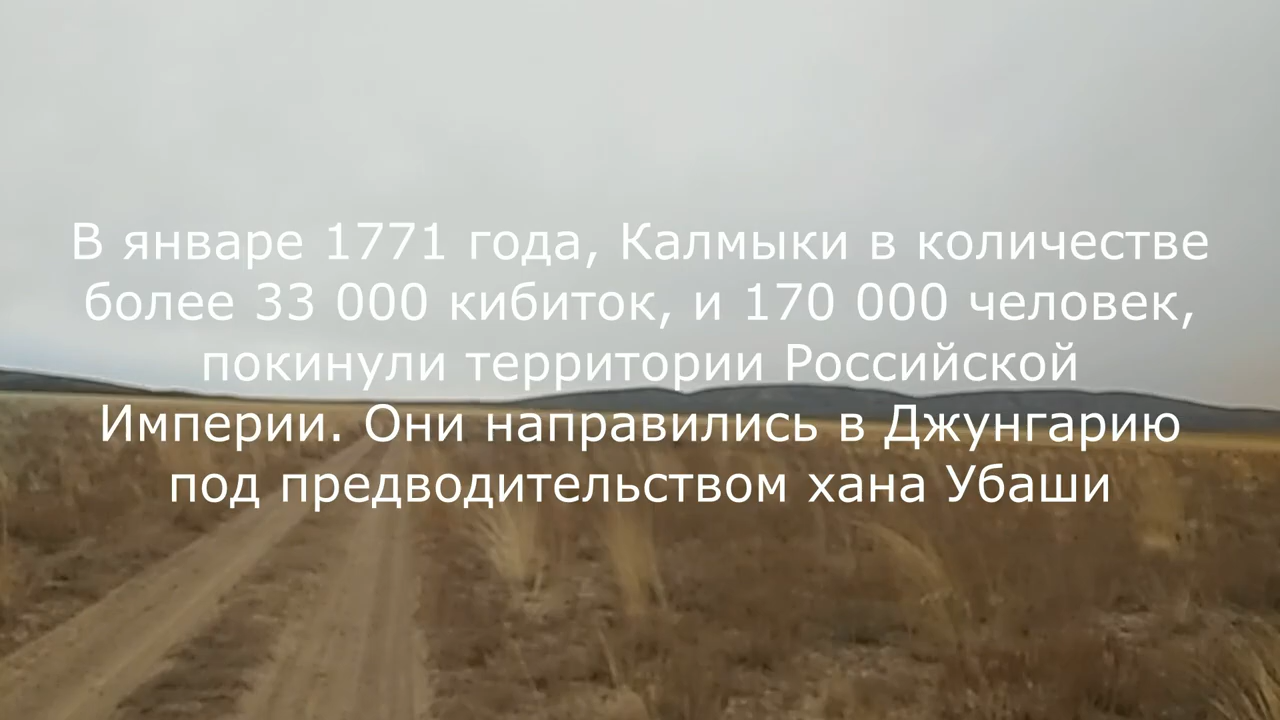 В январе 1771 года, Калмыки в количестве
более 33 000 кибиток, и 170 000 человек,
покинули территории Российской
Империи. Они направились в Джунгарию
под предводительством хана Убаши